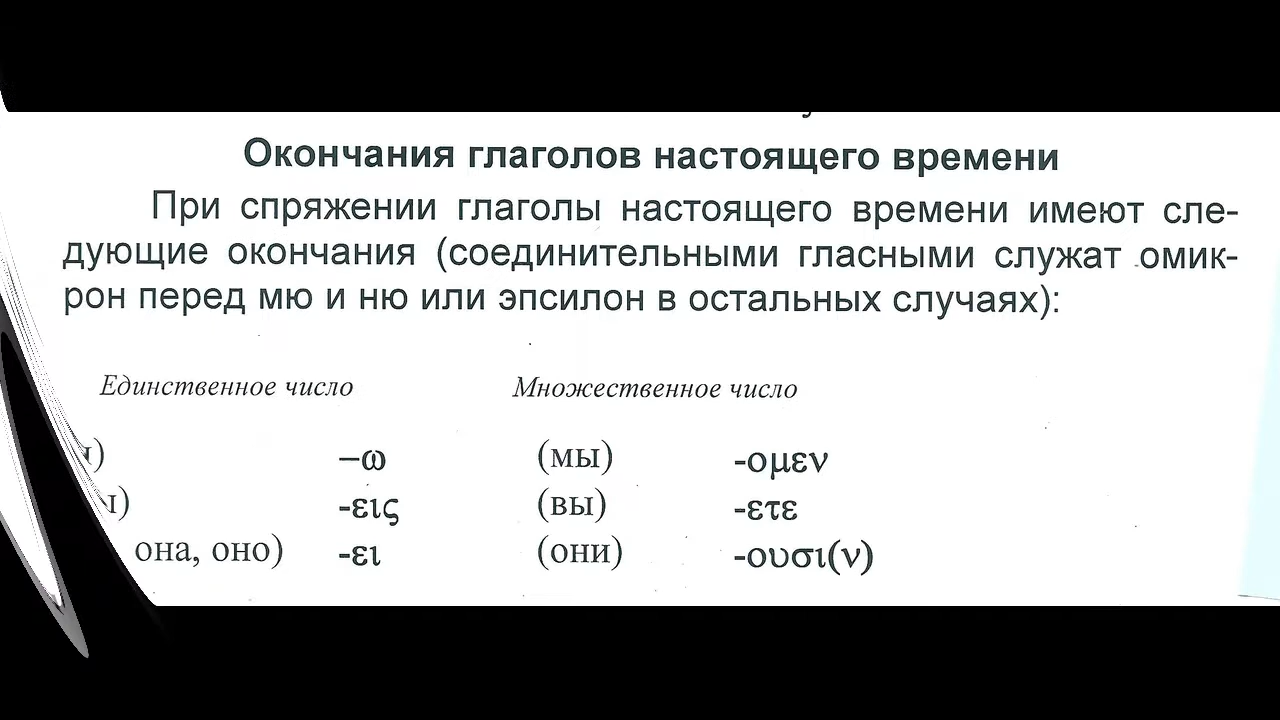 Окончания глаголов настоящего времени
При спряжении глаголы настоящего времени имеют сле-
дующие окончания (соединительными гласными служат омик-
рон перед мю и ню или эпсилон в остальных случаях):
Единственное число Множественное число
–ω (мы) -ομεν
-εις (вы) -ετε
она, оно) -ει (они) -ουσι(ν)